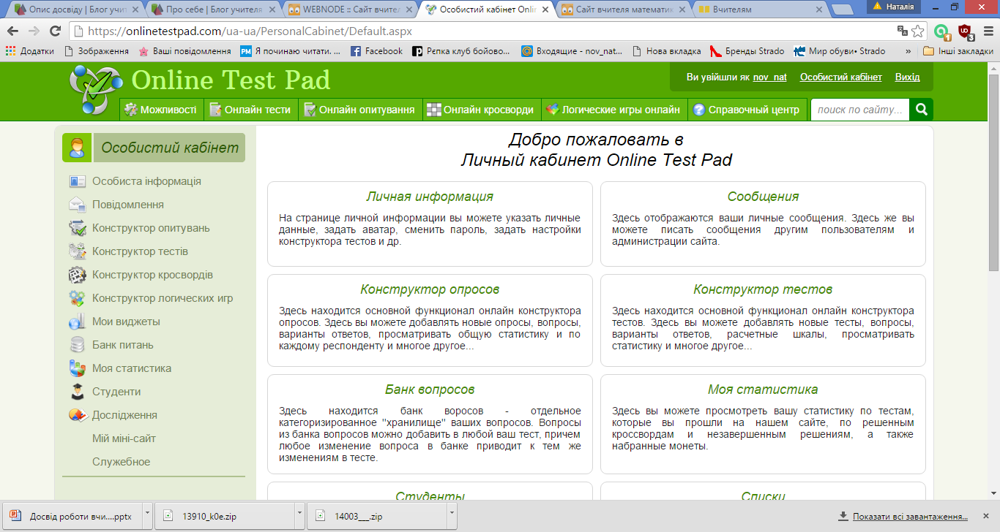 Опис досвіду | Блог учит
Про себе | Блог учителя
WEBNODE :: Сайт вчител
Особистий кабінет Onlin
Сайт вчителя математик
Вчителям
Наталія
https://onlinetestpad.com/ua-ua/PersonalCabinet/Default.aspx
1
3
Додатки
Зображення
Ваші повідомлення
PM Я починаю читати. ...
Facebook
Рєпка клуб бойово...
Входящие - nov_nat...
Нова вкладка
Бренды Strado
Мир обуви• Strado
»
Інші закладки
Online Test Pad
Ви увійшли як nov_nat Особистий кабінет Вихід
Можливості
Онлайн тести
Онлайн опитування
Онлайн кросворди
Логические игры онлайн
Справочный центр
поиск по сайту...
Особистий кабінет
Особиста інформація
Повідомлення
Конструктор опитувань
Конструктор тестів
Конструктор кросвордів
Конструктор логических игр
Мои виджеты
Банк питань
Моя статистика
Студенти
Дослідження
Мій міні-сайт
Служебное
Добро пожаловать в
Личный кабинет Online Test Pad
Личная информация
На странице личной информации вы можете указать личные
данные, задать аватар, сменить пароль, задать настройки
конструктора тестов и др.
Сообщения
Здесь отображаются ваши личные сообщения. Здесь же вы
можете писать сообщения другим пользователям и
администрации сайта.
Конструктор опросов
Здесь находится основной функционал онлайн конструктора
опросов. Здесь вы можете добавлять новые опросы, вопросы,
варианты ответов, просматривать общую статистику и по
каждому респонденту и многое другое...
Конструктор тестов
Здесь находится основной функционал онлайн конструктора
тестов. Здесь вы можете добавлять новые тесты, вопросы,
варианты ответов, расчетные шкалы, просматривать
статистику и многое другое...
Банк вопросов
Здесь находится банк воросов - отдельное
категоризированное "хранилище" ваших вопросов. Вопросы
из банка вопросов можно добавить в любой ваш тест, причем
любое изменение вопроса в банке приводит к тем же
изменениям в тесте.
Моя статистика
Здесь вы можете просмотреть вашу статистику по тестам,
которые вы прошли на нашем сайте, по решенным
кроссвордам и незавершенным решениям, а также
набранные монеты.
Студенты
Списки
Досвід роботи вчи....pptx
13910_k0e.zip
14003___.zip
Показати всі завантаження...